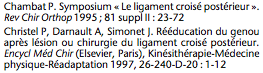 Chambat P. Symposium « Le ligament croisé postérieur ».
Rev Chir Orthop 1995 ; 81 suppl II : 23-72
Christel P, Darnault A, Simonet J. Rééducation du genou
après lésion ou chirurgie du ligament croisé postérieur.
Encycl Méd Chir (Elsevier, Paris), Kinésithérapie-Médecine
physique-Réadaptation 1997, 26-240-D-20 : 1-12